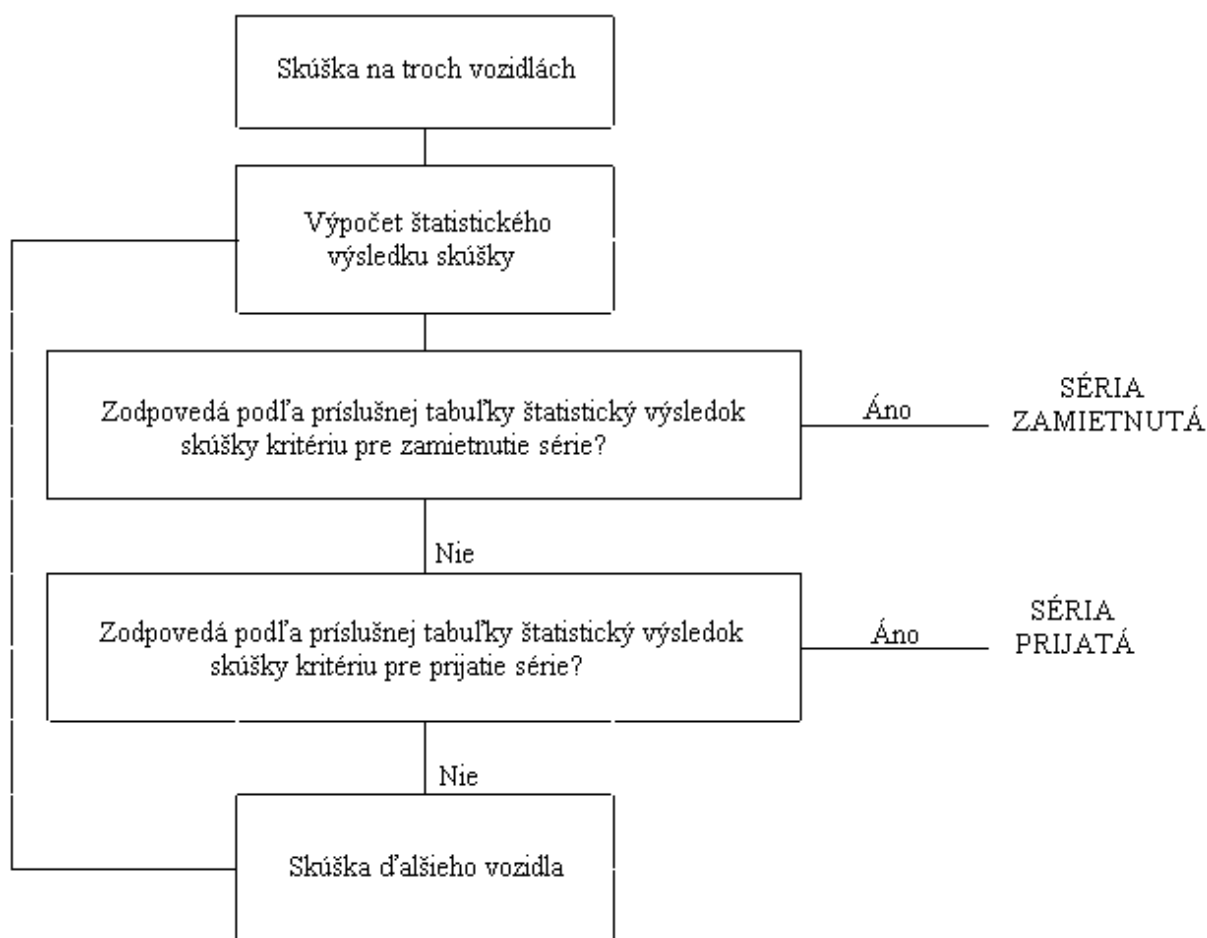 Skúška na troch vozidlách
Výpočet štatistického
výsledku skúšky
Zodpovedá podľa príslušnej tabuľky štatistický výsledok
skúšky kritériu pre zamietnutie série?
Áno
SÉRIA
ZAMIETNUTÁ
Nie
Zodpovedá podľa príslušnej tabuľky štatistický výsledok
skúšky kritériu pre prijatie série?
Áno
SÉRIA
PRIJATÁ
Nie
Skúška ďalšieho vozidla